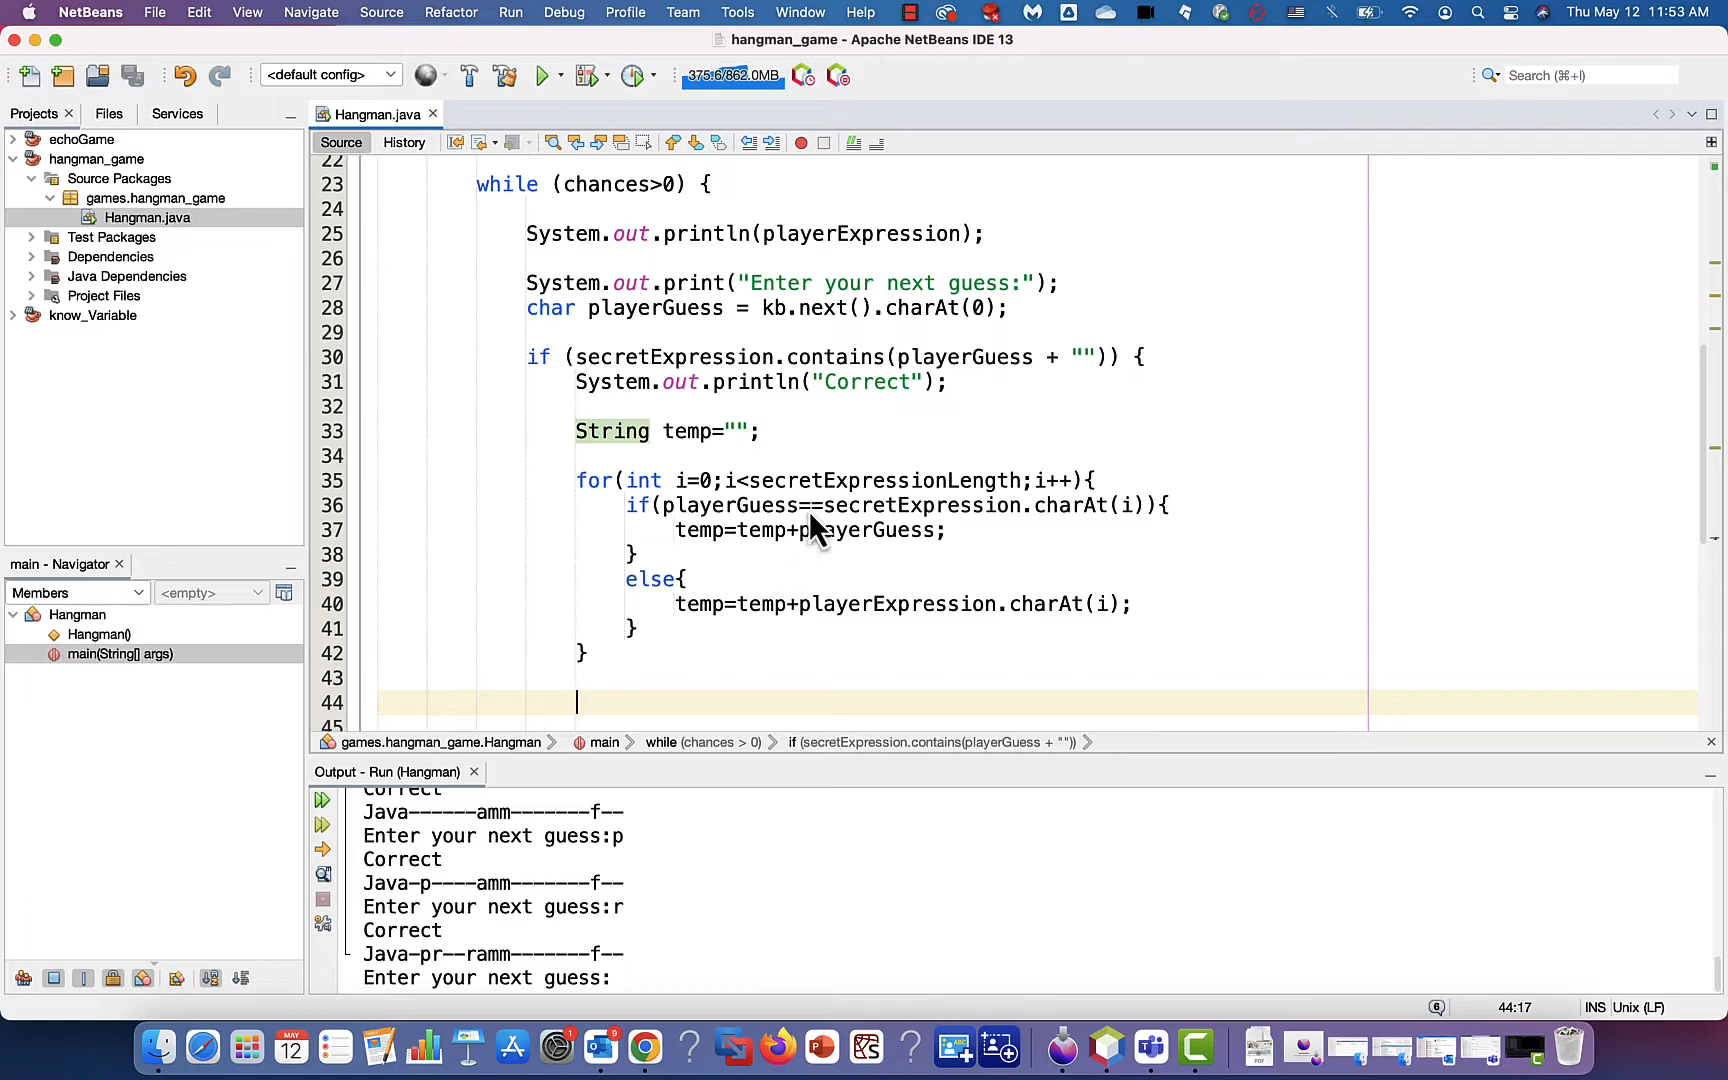 NetBeans File Edit View Navigate Source Refactor Run Debug Profile Team Tools Window Help Thu May 12 11:53 AM
hangman_game - Apache NetBeans IDE 13
<default config> 375.6/862.0MB Search (⌘+I)
Projects Files Services
Hangman.java
echoGame
hangman_game
Source Packages
games.hangman_game
Hangman.java
Test Packages
Dependencies
Java Dependencies
Project Files
know_Variable
Source History
22
23 while (chances>0) {
24
25 System.out.println(playerExpression);
26
27 System.out.print("Enter your next guess:");
28 char playerGuess = kb.next().charAt(0);
29
30 if (secretExpression.contains(playerGuess + "")) {
31 System.out.println("Correct");
32
33 String temp="";
34
35 for(int i=0;i<secretExpressionLength;i++){
36 if(playerGuess==secretExpression.charAt(i)){
37 temp=temp+playerGuess;
38 }
39 else{
40 temp=temp+playerExpression.charAt(i);
41 }
42 }
43
44
45
games.hangman_game.Hangman main while (chances > 0) if (secretExpression.contains(playerGuess + ""))
main - Navigator
Members <empty>
Hangman
Hangman()
main(String[] args)
Output - Run (Hangman)
Correct
Java------amm-------f--
Enter your next guess:p
Correct
Java-p----amm-------f--
Enter your next guess:r
Correct
Java-pr--ramm-------f--
Enter your next guess:
6 44:17 INS Unix (LF)
MAY
12
1
9
ABC
PDF